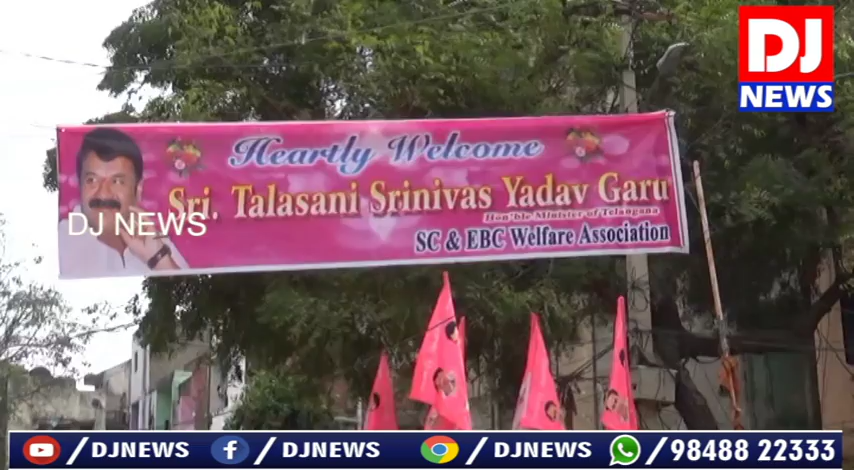 DJ
NEWS
Heartly Welcome
Sri. Talasani Srinivas Yadav Garu
Hon'ble Minister of Telangana
DJ NEWS
SC & EBC Welfare Association
/DJNEWS /DJNEWS /DJNEWS /98488 22333